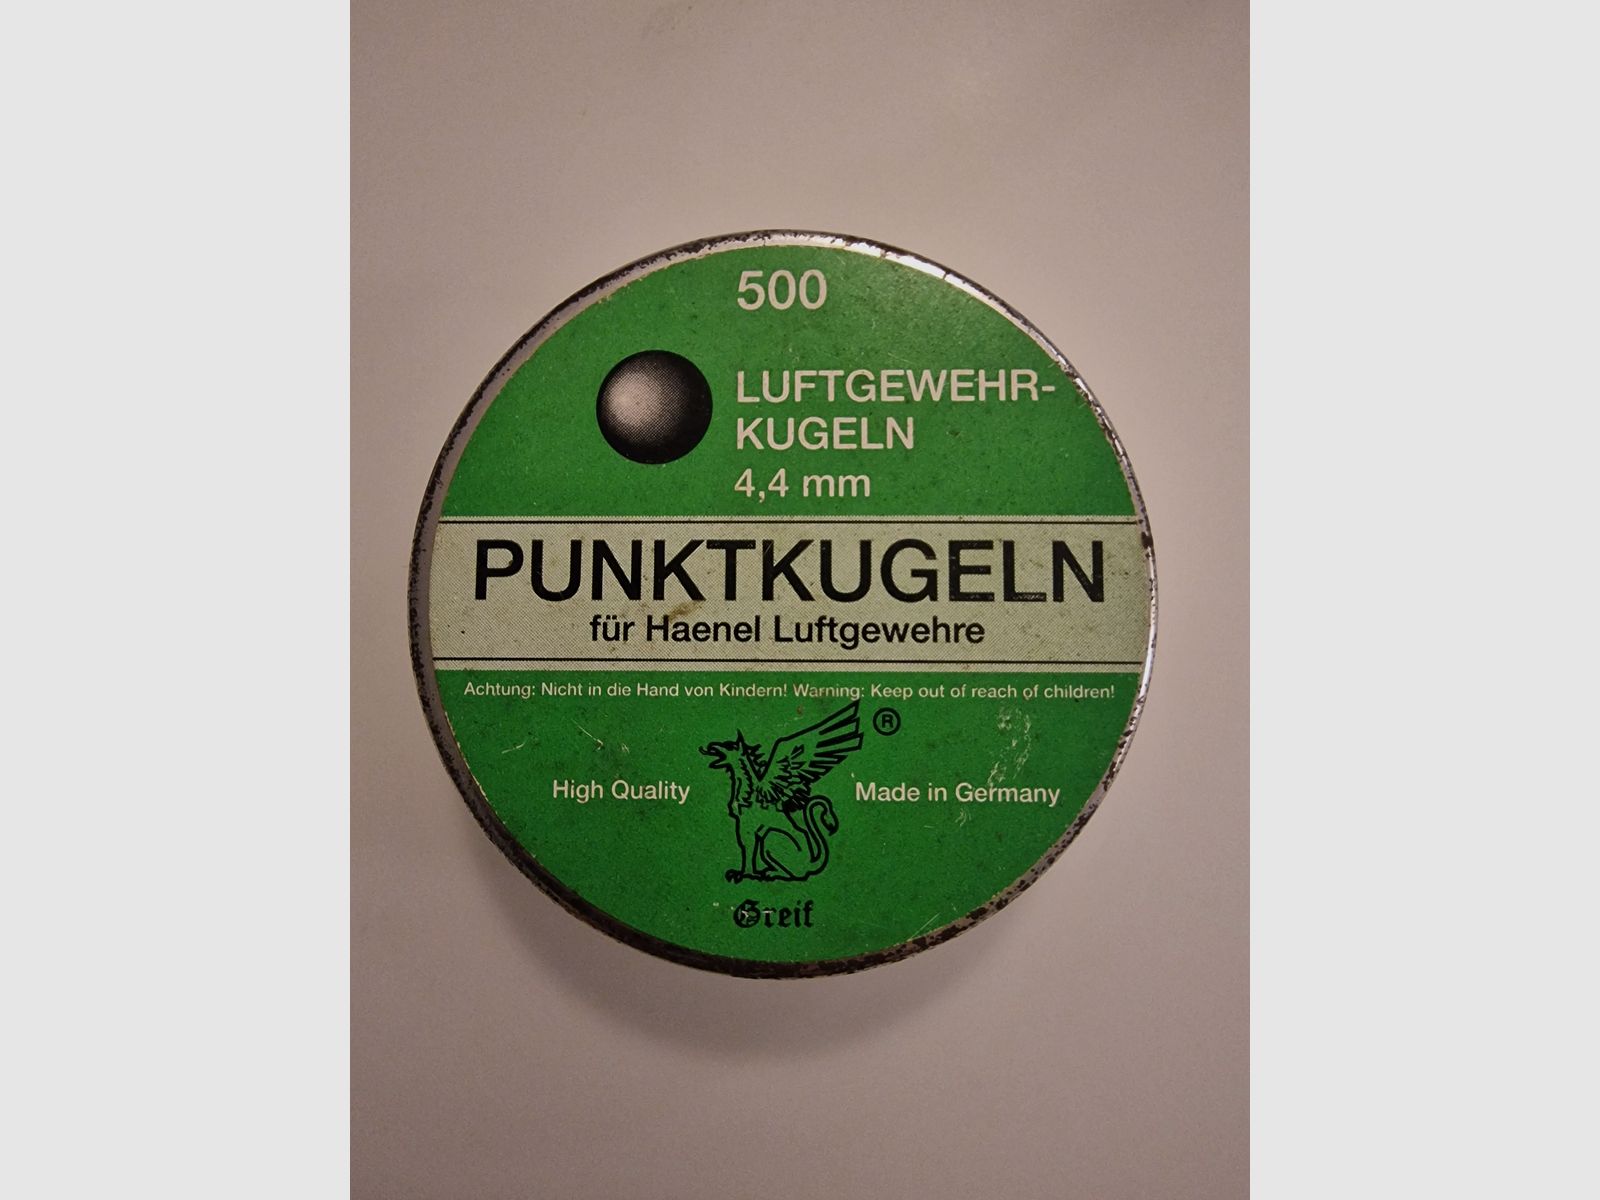 500
LUFTGEWEHR-
KUGELN
4,4 mm
PUNKTKUGELN
für Haenel Luftgewehre
Achtung: Nicht in die Hand von Kindern! Warning: Keep out of reach of children!
®
High Quality
Made in Germany
Greif